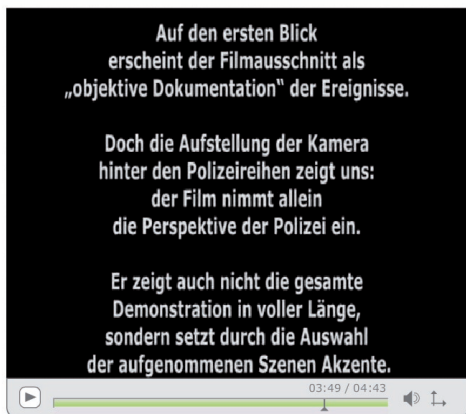 Auf den ersten Blick
erscheint der Filmausschnitt als
„objektive Dokumentation“ der Ereignisse.
Doch die Aufstellung der Kamera
hinter den Polizeireihen zeigt uns:
der Film nimmt allein
die Perspektive der Polizei ein.
Er zeigt auch nicht die gesamte
Demonstration in voller Länge,
sondern setzt durch die Auswahl
der aufgenommenen Szenen Akzente.
03:49 / 04:43